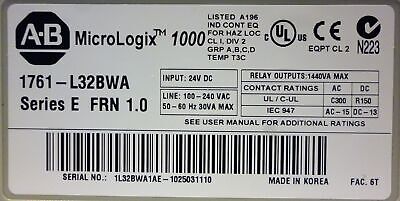 A-B MicroLogix™ 1000
1761-L32BWA
Series E FRN 1.0
LISTED A196
IND CONT EQ
FOR HAZ LOC
CL I, DIV 2
GRP A,B,C,D
TEMP T3C
C UL US
EQPT CL 2
N223
INPUT: 24V DC
LINE: 100-240 VAC
50-60 Hz 30VA MAX
RELAY OUTPUTS:1440VA MAX
CONTACT RATINGS AC DC
UL / C-UL C300 R150
IEC 947 AC-15 DC-13
SEE USER MANUAL FOR ADDITIONAL RATINGS
SERIAL NO.: 1L32BWA1AE-1025031110
MADE IN KOREA
FAC. 6T